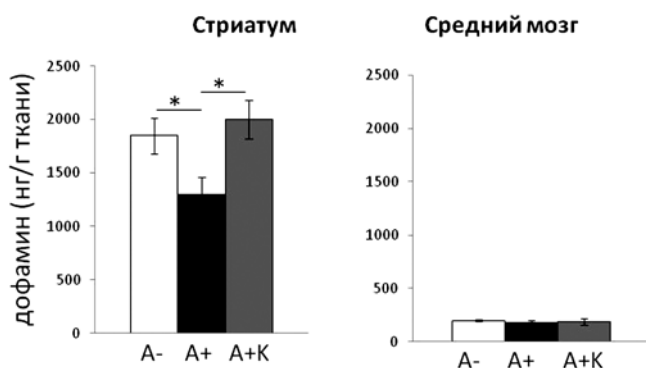 Стриатум
Средний мозг
дофамин (нг/г ткани)
2500
2000
1500
1000
500
0
*
*
А-
А+
А+К
2500
2000
1500
1000
500
0
А-
А+
А+К